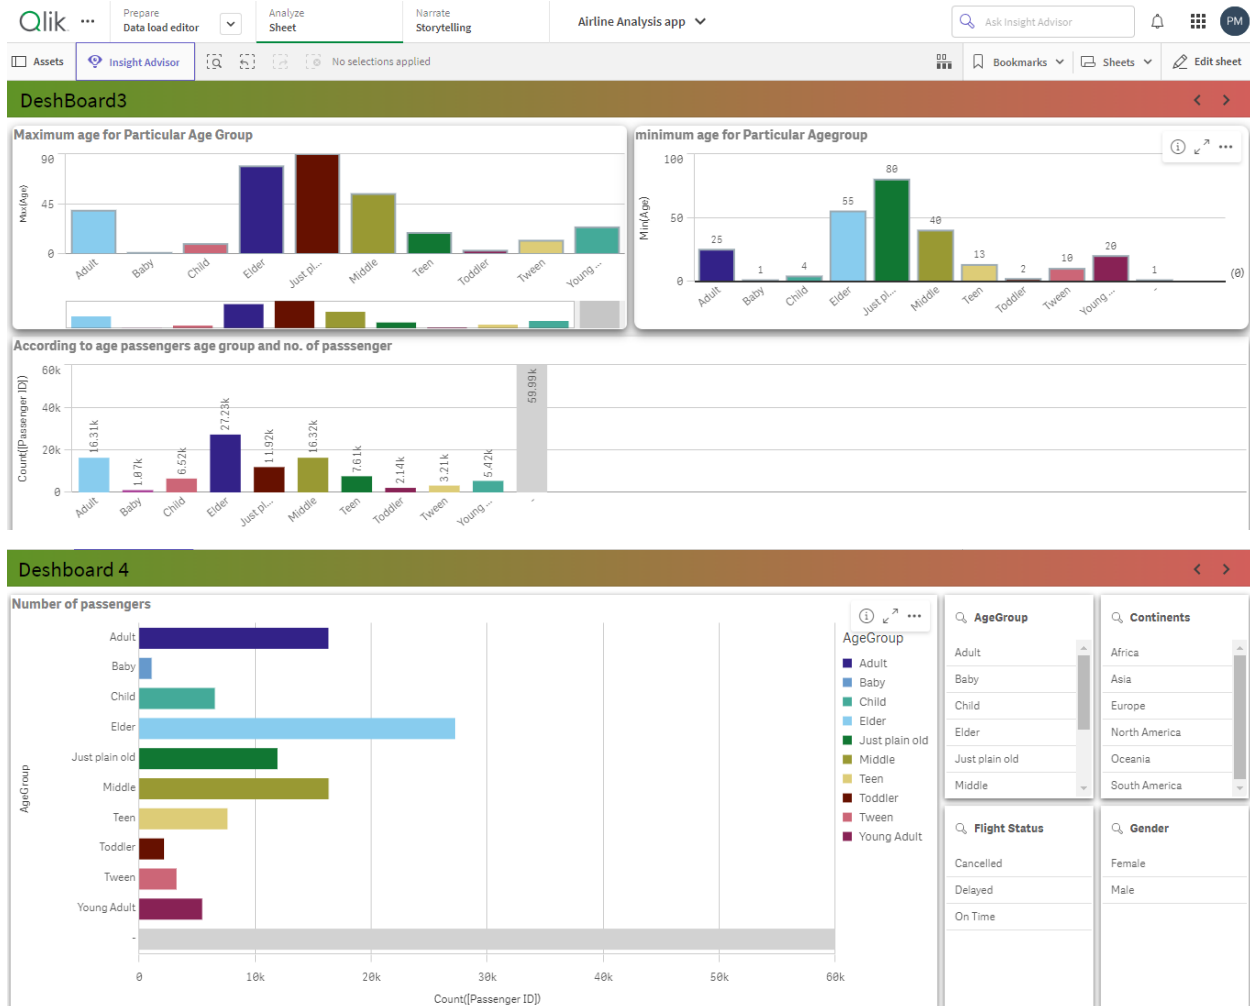 Qlik
Prepare
Data load editor
Analyze
Sheet
Narrate
Storytelling
Airline Analysis app
Ask Insight Advisor
PM
Assets
Insight Advisor
No selections applied
Bookmarks
Sheets
Edit sheet
DeshBoard3
Maximum age for Particular Age Group
Max(Age)
90
45
0
Adult
Baby
Child
Elder
Just pl...
Middle
Teen
Toddler
Tween
Young ...
minimum age for Particular Agegroup
Min(Age)
100
50
0
25
1
4
55
80
40
13
2
10
20
1
(0)
Adult
Baby
Child
Elder
Just pl...
Middle
Teen
Toddler
Tween
Young ...
-
According to age passengers age group and no. of passsenger
Count([Passenger ID])
60k
40k
20k
0
16.31k
1.07k
6.52k
27.23k
11.92k
16.32k
7.61k
2.14k
3.21k
5.42k
59.99k
Adult
Baby
Child
Elder
Just pl...
Middle
Teen
Toddler
Tween
Young ...
-
Deshboard 4
Number of passengers
AgeGroup
Adult
Baby
Child
Elder
Just plain old
Middle
Teen
Toddler
Tween
Young Adult
-
0
10k
20k
30k
40k
50k
60k
Count([Passenger ID])
AgeGroup
Adult
Baby
Child
Elder
Just plain old
Middle
Teen
Toddler
Tween
Young Adult
AgeGroup
Adult
Baby
Child
Elder
Just plain old
Middle
Continents
Africa
Asia
Europe
North America
Oceania
South America
Flight Status
Cancelled
Delayed
On Time
Gender
Female
Male